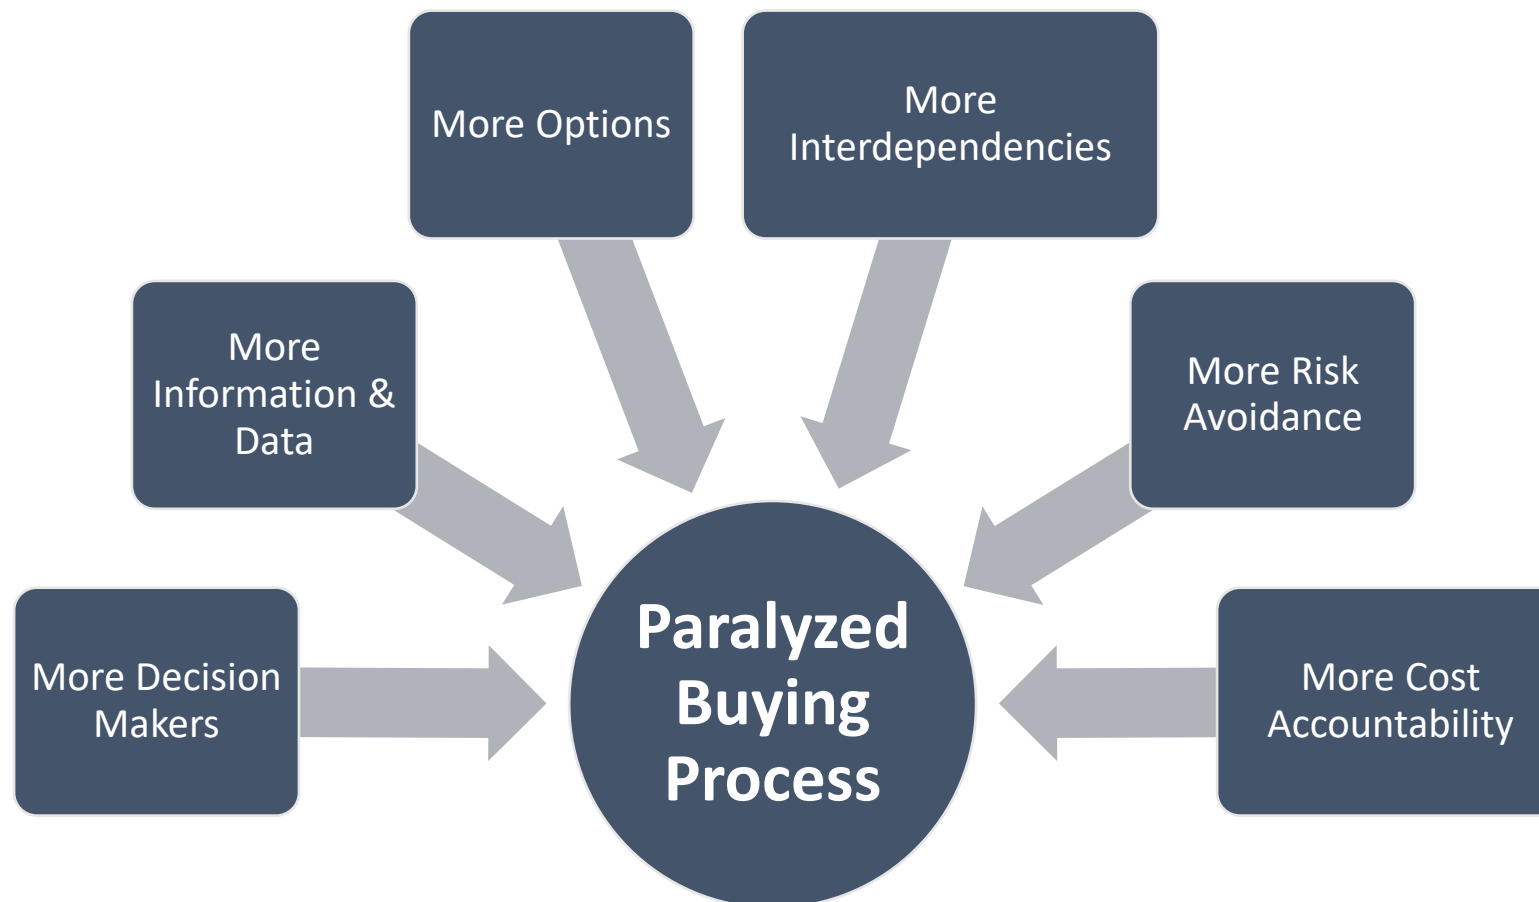 More Options
More
Interdependencies
More
Information &
Data
More Risk
Avoidance
More Decision
Makers
Paralyzed
Buying
Process
More Cost
Accountability